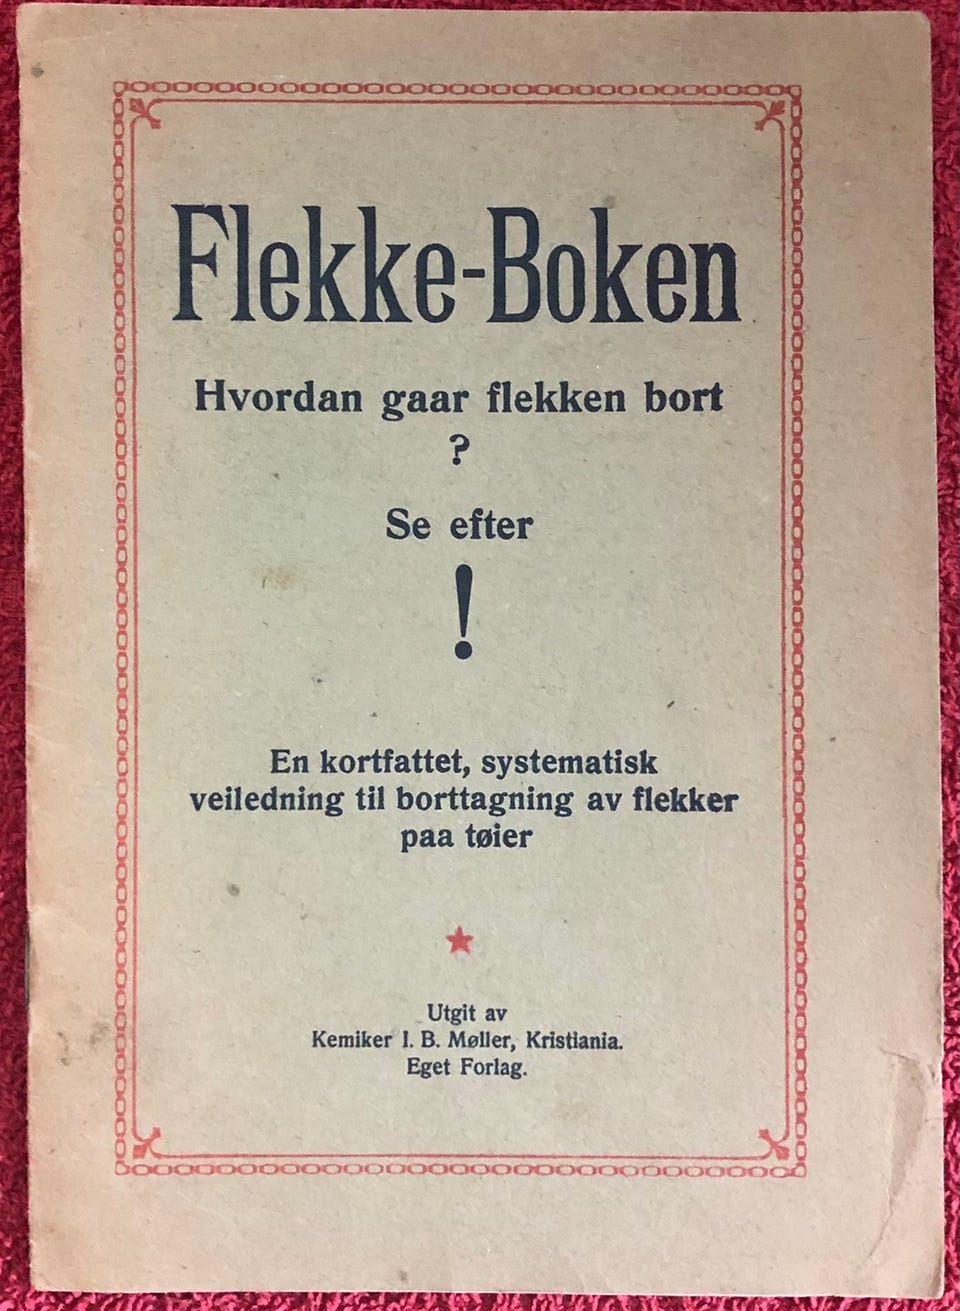 Flekke-Boken
Hvordan gaar flekken bort
?
Se efter
!
En kortfattet, systematisk
veiledning til borttagning av flekker
paa tøier
Utgit av
Kemiker I. B. Møller, Kristiania.
Eget Forlag.